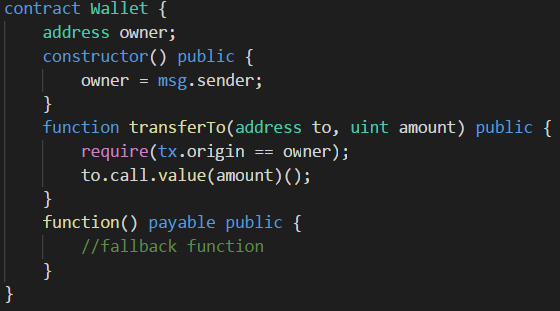 contract Wallet {
address owner;
constructor() public {
owner = msg.sender;
}
function transferTo(address to, uint amount) public {
require(tx.origin == owner);
to.call.value(amount)();
}
function() payable public {
//fallback function
}
}